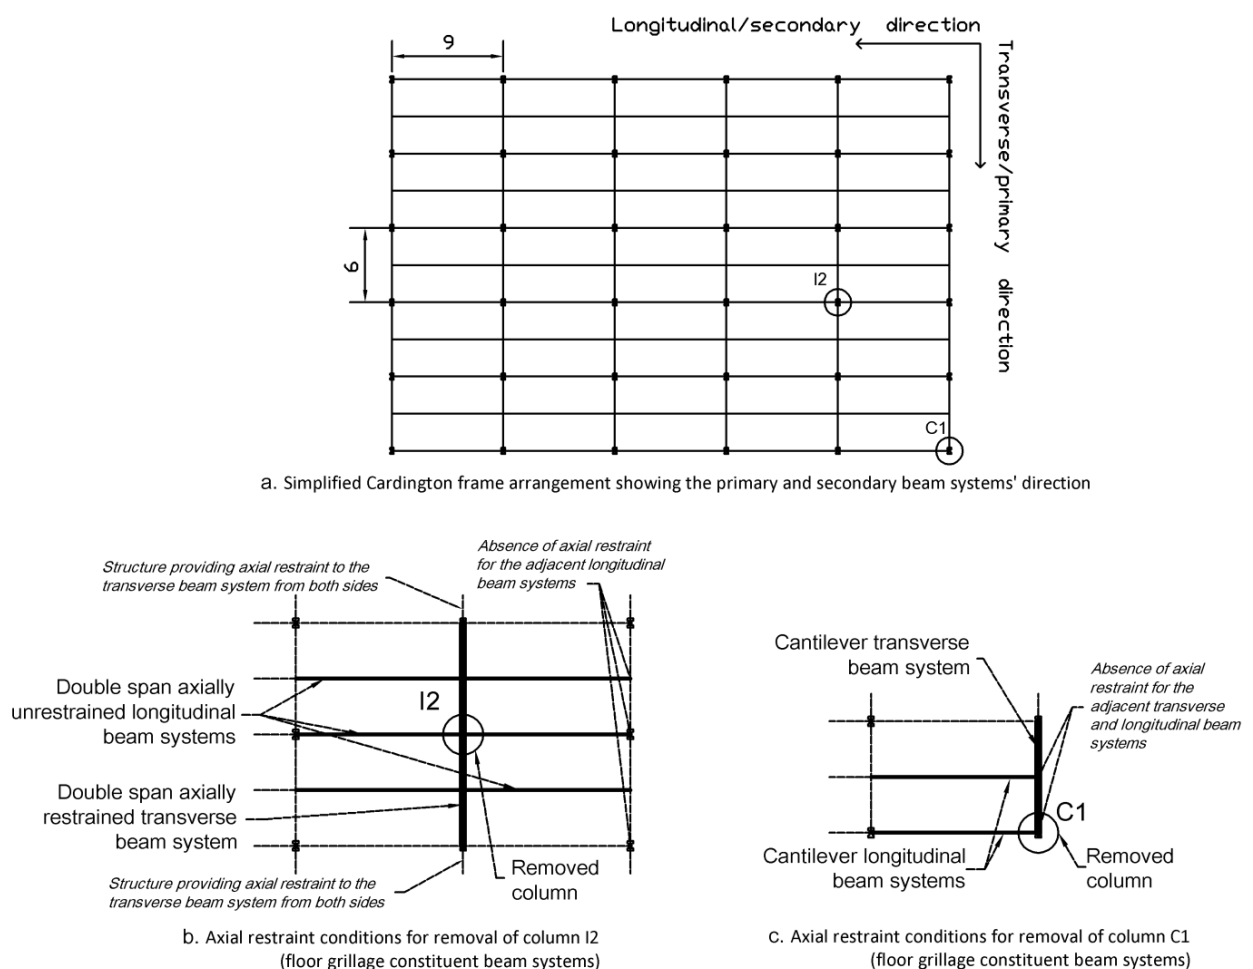 Longitudinal/secondary direction
Transverse/primary direction
9
6
I2
C1
a. Simplified Cardington frame arrangement showing the primary and secondary beam systems' direction
Structure providing axial restraint to the
transverse beam system from both sides
Absence of axial restraint
for the adjacent longitudinal
beam systems
Double span axially
unrestrained longitudinal
beam systems
I2
Double span axially
restrained transverse
beam system
Removed
column
Structure providing axial restraint to the
transverse beam system from both sides
b. Axial restraint conditions for removal of column I2
(floor grillage constituent beam systems)
Cantilever transverse
beam system
Absence of axial
restraint for the
adjacent transverse
and longitudinal beam
systems
C1
Cantilever longitudinal
beam systems
Removed
column
c. Axial restraint conditions for removal of column C1
(floor grillage constituent beam systems)